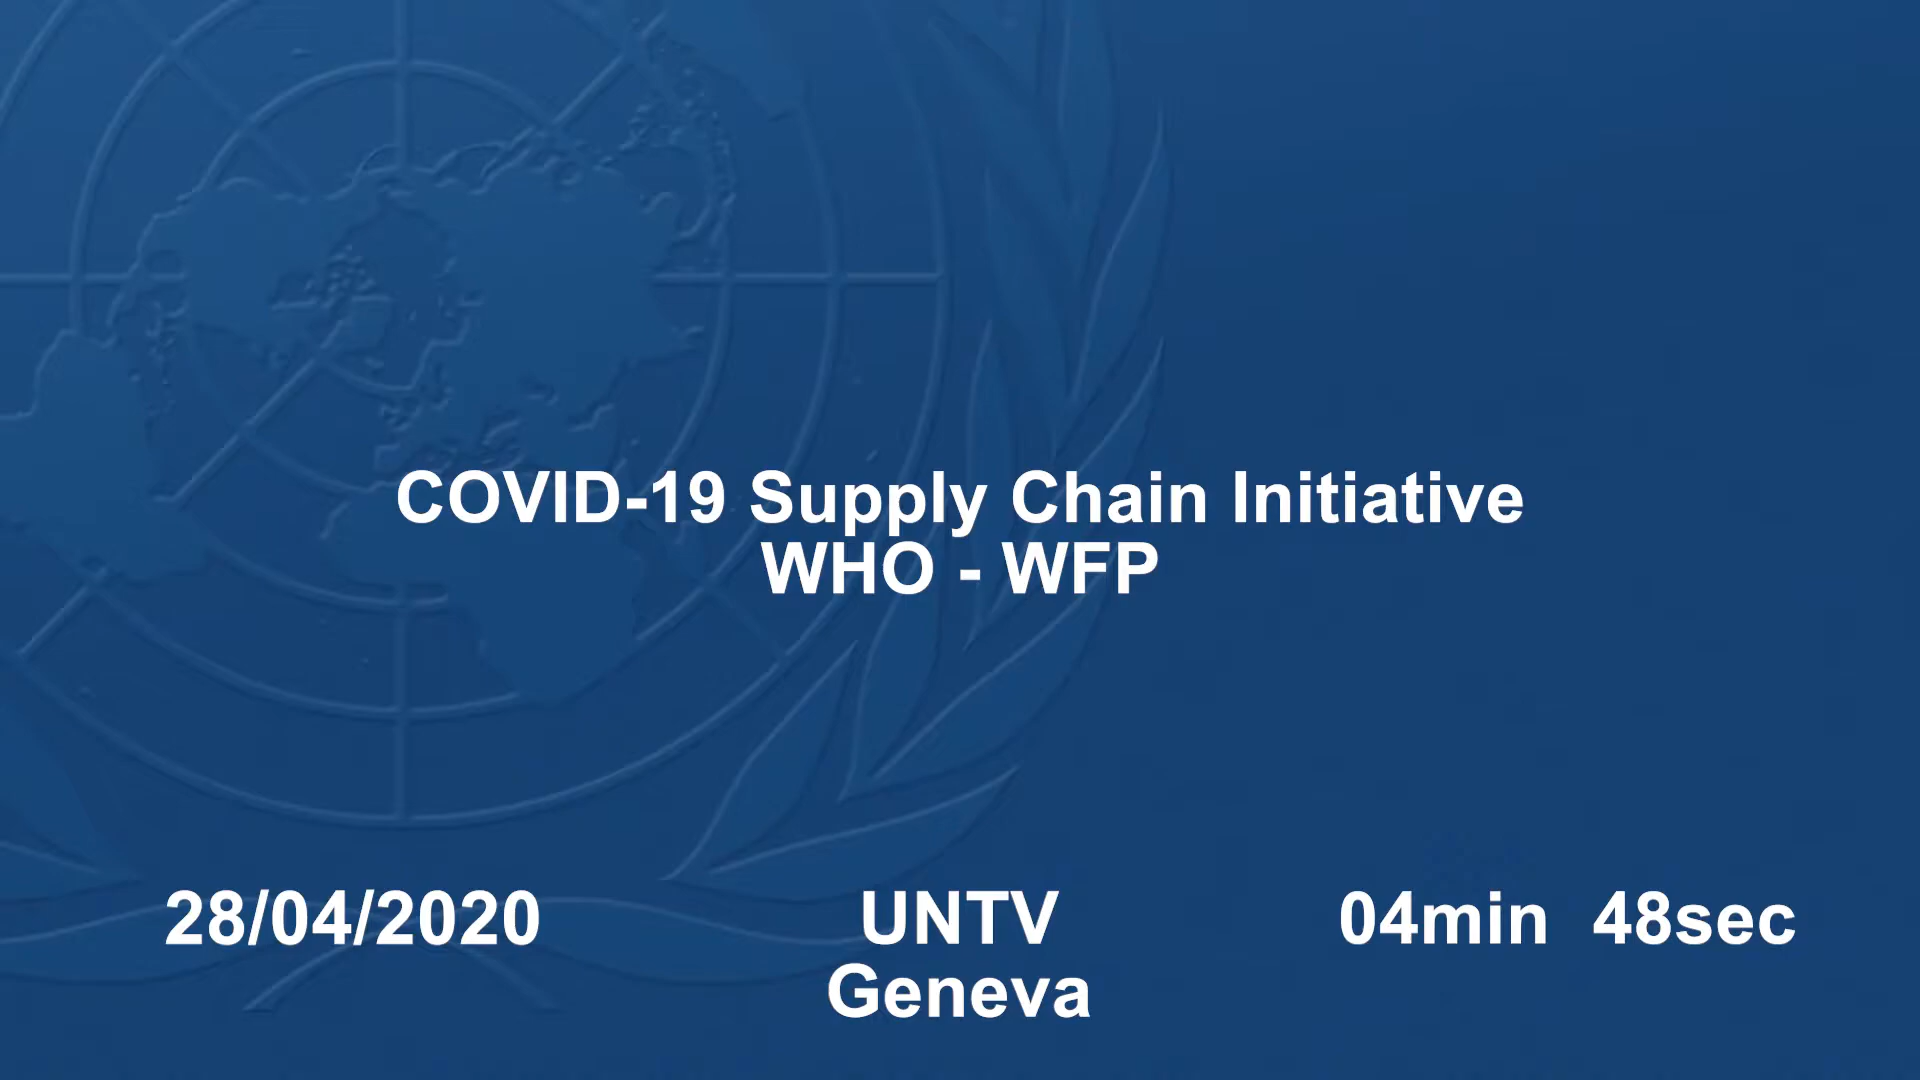 COVID-19 Supply Chain Initiative
WHO - WFP
28/04/2020
UNTV
Geneva
04min 48sec